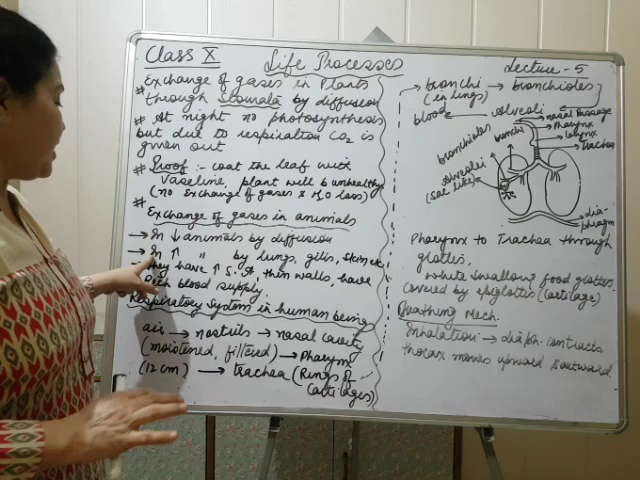 Class X
Life Processes
Lecture - 5
# Exchange of gases in Plants
through Stomata by diffusion
# At night no photosynthesis
but due to respiration CO2 is
given out
# Proof :- coat the leaf with
Vaseline, plant will b unhealthy
(no exchange of gases & H2O loss)
# Exchange of gases in animals
→ In ↓ animals by diffusion
→ In ↑ " by lungs, gills, skin etc
They have ↑ S.A, thin walls, have
rich blood supply
Respiratory System in human being
air → nostrils → nasal cavity
(moistened, filtered) → Pharynx
(12 cm) → trachea (Rings of
Cartilages)
→ bronchi → bronchioles
(in lungs)
blood ← Alveoli
nasal passage
Pharynx
Larynx
Trachea
bronchioles
bronchi
Alveolei
(sac like)
dia-
phragm
Pharynx to Trachea through
glottis,
while swallowing food glottis
covered by epiglottis (cartilage)
Breathing Mech.
Inhalation → diaph. contracts
thorax moves upward & outward